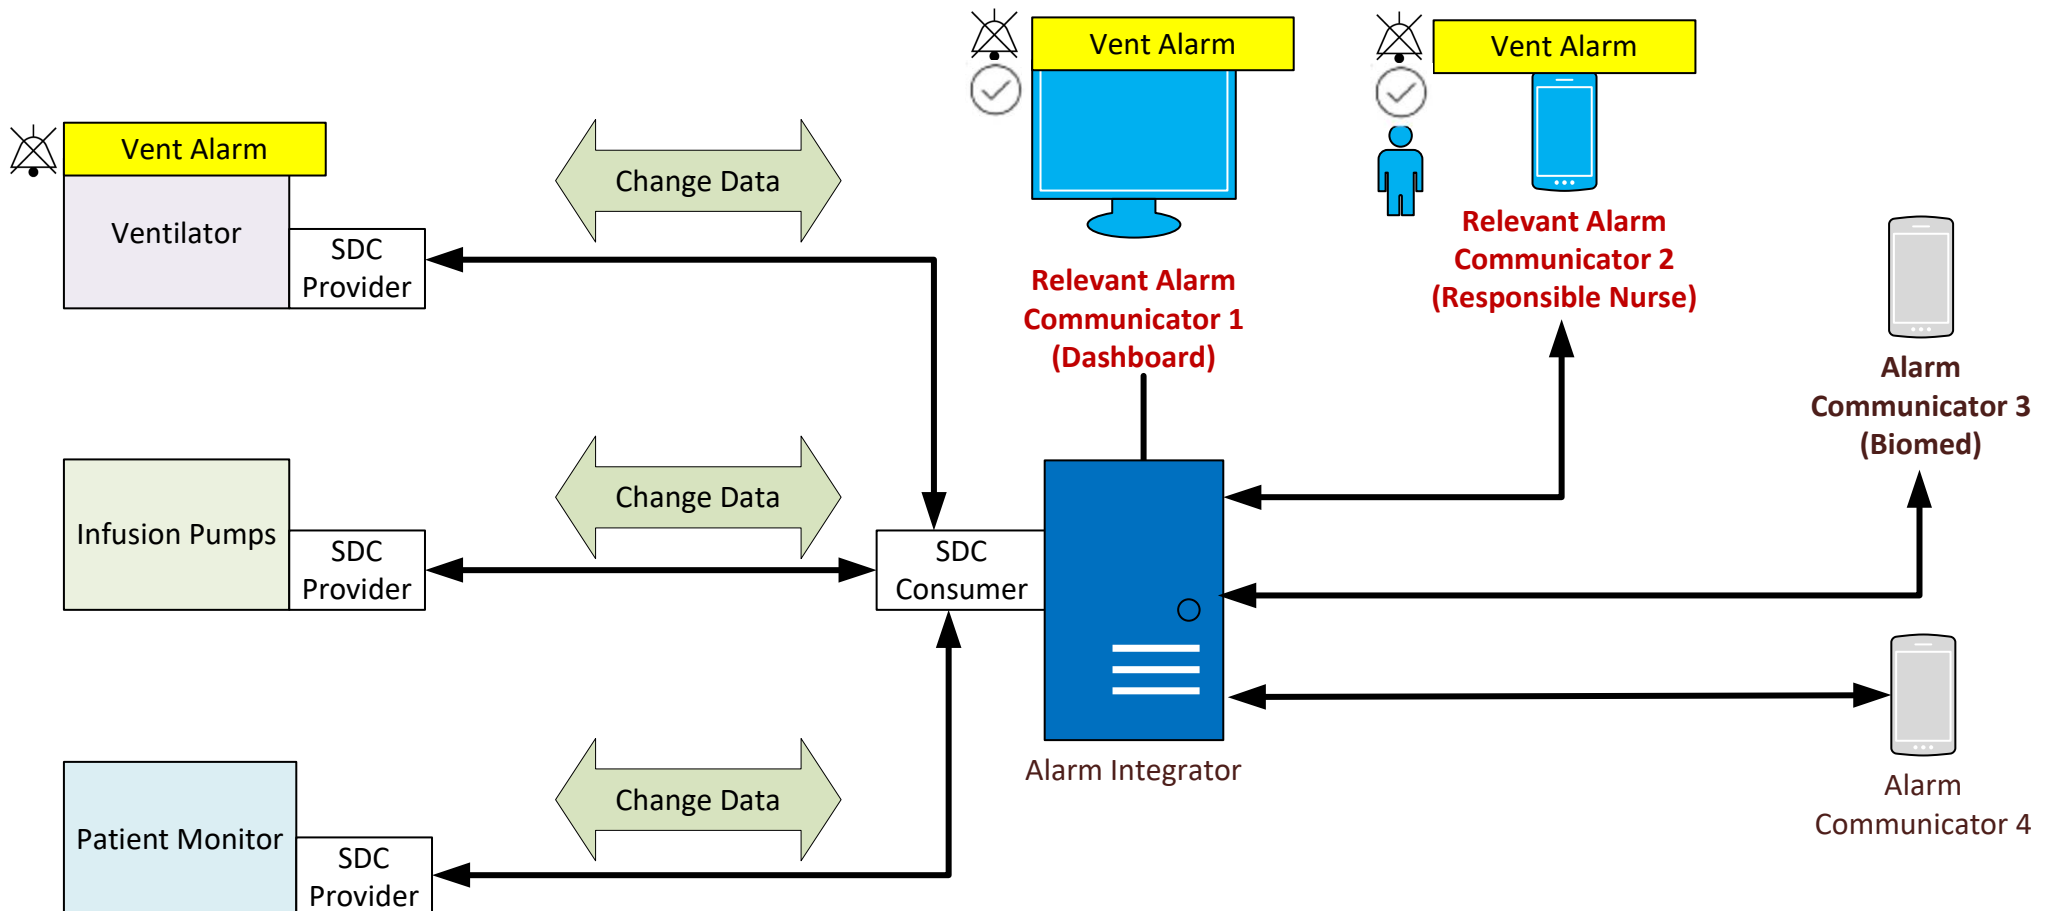 Vent Alarm
Vent Alarm
Vent Alarm
Change Data
Ventilator
SDC
Provider
Relevant Alarm
Communicator 1
(Dashboard)
Relevant Alarm
Communicator 2
(Responsible Nurse)
Alarm
Communicator 3
(Biomed)
Change Data
Infusion Pumps
SDC
Provider
SDC
Consumer
Alarm Integrator
Change Data
Patient Monitor
SDC
Provider
Alarm
Communicator 4